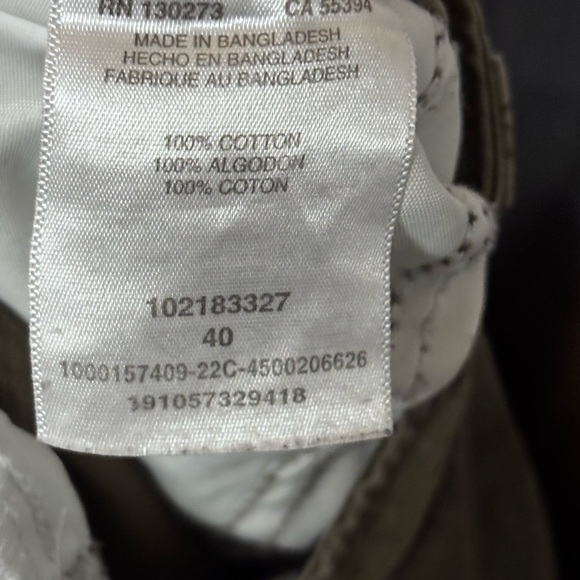 RN 130273 CA 55394
MADE IN BANGLADESH
HECHO EN BANGLADESH
FABRIQUE AU BANGLADESH
100% COTTON
100% ALGODON
100% COTON
102183327
40
1000157409-22C-4500206626
191057329418